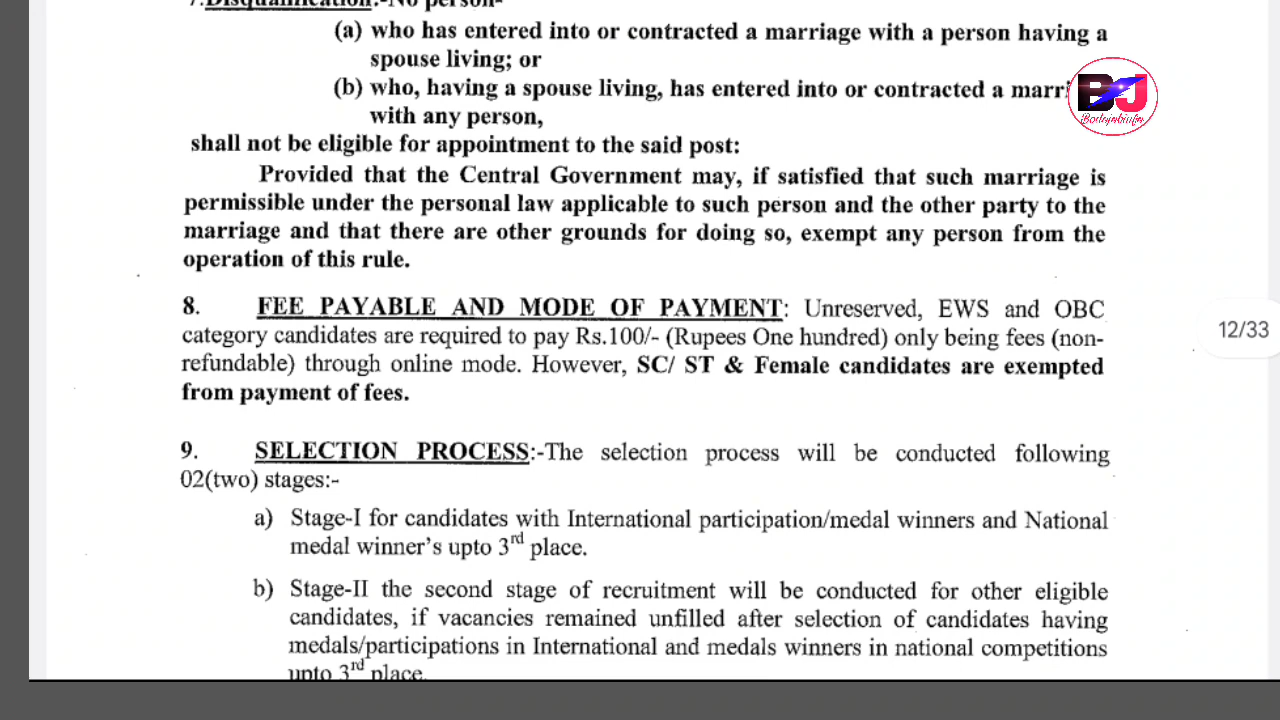 7.Disqualification:-No person-
(a) who has entered into or contracted a marriage with a person having a
spouse living; or
(b) who, having a spouse living, has entered into or contracted a marri
with any person,
shall not be eligible for appointment to the said post:
Provided that the Central Government may, if satisfied that such marriage is
permissible under the personal law applicable to such person and the other party to the
marriage and that there are other grounds for doing so, exempt any person from the
operation of this rule.
8. FEE PAYABLE AND MODE OF PAYMENT: Unreserved, EWS and OBC
category candidates are required to pay Rs.100/- (Rupees One hundred) only being fees (non-
refundable) through online mode. However, SC/ ST & Female candidates are exempted
from payment of fees.
9. SELECTION PROCESS:-The selection process will be conducted following
02(two) stages:-
a) Stage-I for candidates with International participation/medal winners and National
medal winner's upto 3rd place.
b) Stage-II the second stage of recruitment will be conducted for other eligible
candidates, if vacancies remained unfilled after selection of candidates having
medals/participations in International and medals winners in national competitions
upto 3rd place.
BJ
12/33